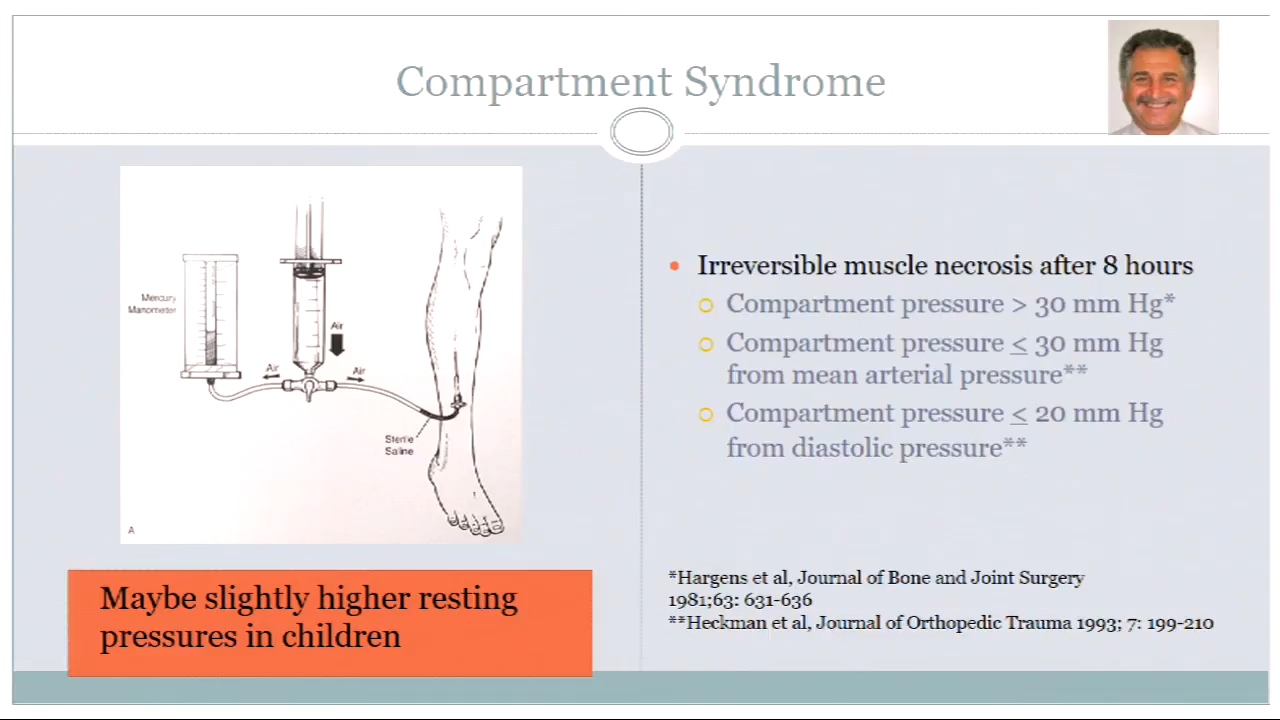 Compartment Syndrome
Mercury
Manometer
Air
Air
Air
Sterile
Saline
A
Maybe slightly higher resting
pressures in children
Irreversible muscle necrosis after 8 hours
Compartment pressure > 30 mm Hg*
Compartment pressure ≤ 30 mm Hg
from mean arterial pressure**
Compartment pressure ≤ 20 mm Hg
from diastolic pressure**
*Hargens et al, Journal of Bone and Joint Surgery
1981;63: 631-636
**Heckman et al, Journal of Orthopedic Trauma 1993; 7: 199-210